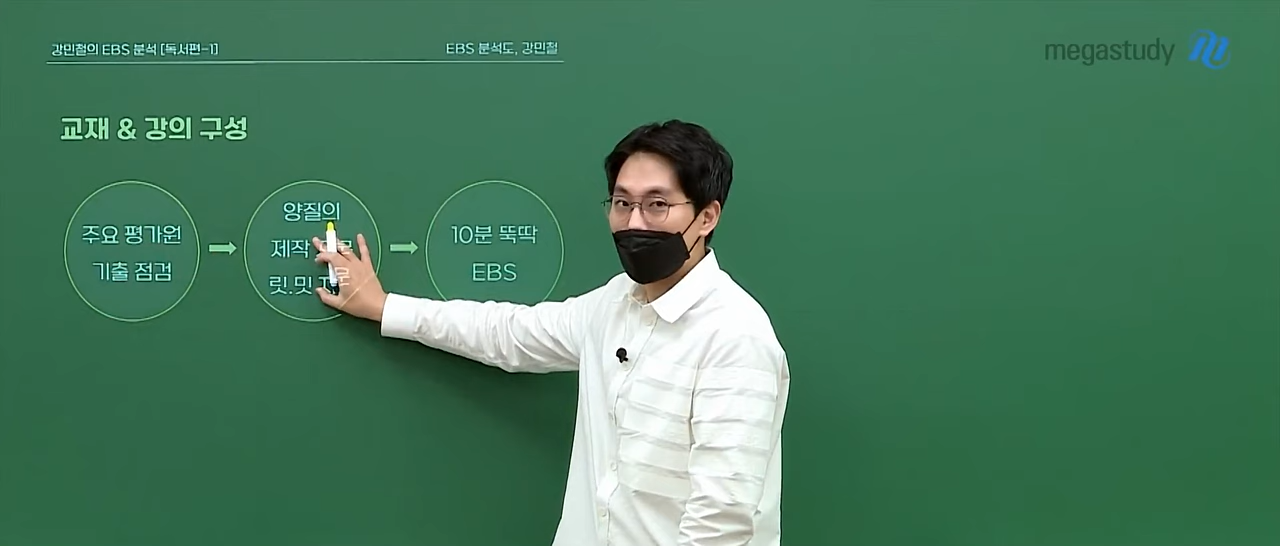 강민철의 EBS 분석 [독서편-1]
EBS 분석도, 강민철
megastudy
교재 & 강의 구성
주요 평가원
기출 점검
양질의
제작
릿.밋
10분 뚝딱
EBS